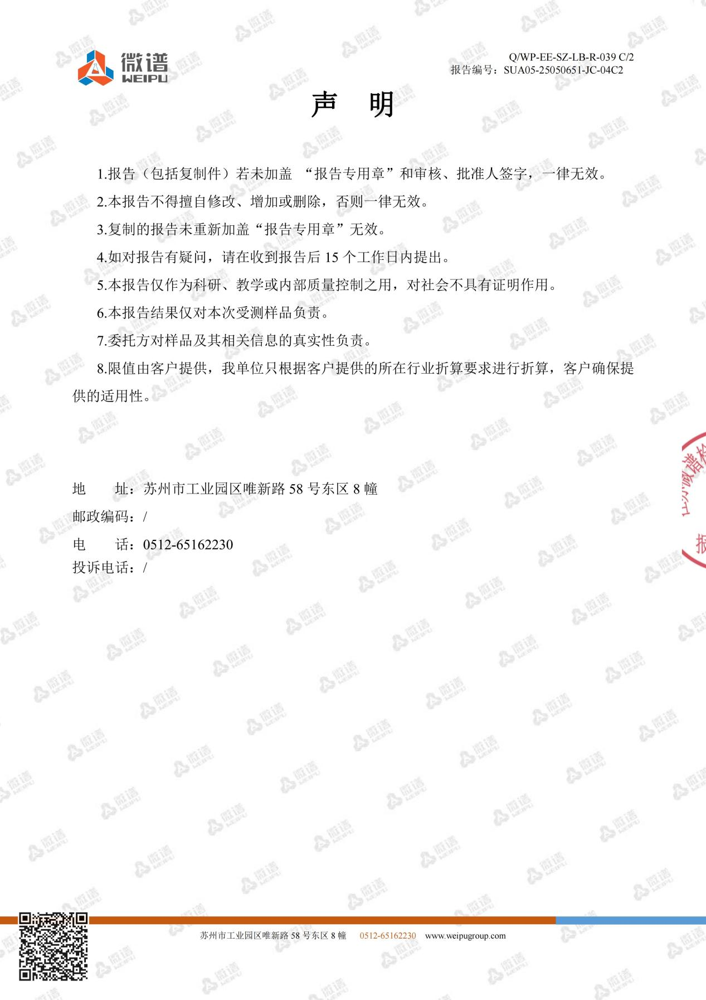 微谱
WEIPU
Q/WP-EE-SZ-LB-R-039 C/2
报告编号：SUA05-25050651-JC-04C2
声 明
1.报告（包括复制件）若未加盖 “报告专用章”和审核、批准人签字，一律无效。
2.本报告不得擅自修改、增加或删除，否则一律无效。
3.复制的报告未重新加盖“报告专用章”无效。
4.如对报告有疑问，请在收到报告后 15 个工作日内提出。
5.本报告仅作为科研、教学或内部质量控制之用，对社会不具有证明作用。
6.本报告结果仅对本次受测样品负责。
7.委托方对样品及其相关信息的真实性负责。
8.限值由客户提供，我单位只根据客户提供的所在行业折算要求进行折算，客户确保提
供的适用性。
地 址：苏州市工业园区唯新路 58 号东区 8 幢
邮政编码：/
电 话：0512-65162230
投诉电话：/
微谱检
报
苏州市工业园区唯新路 58 号东区 8 幢 0512-65162230 www.weipugroup.com